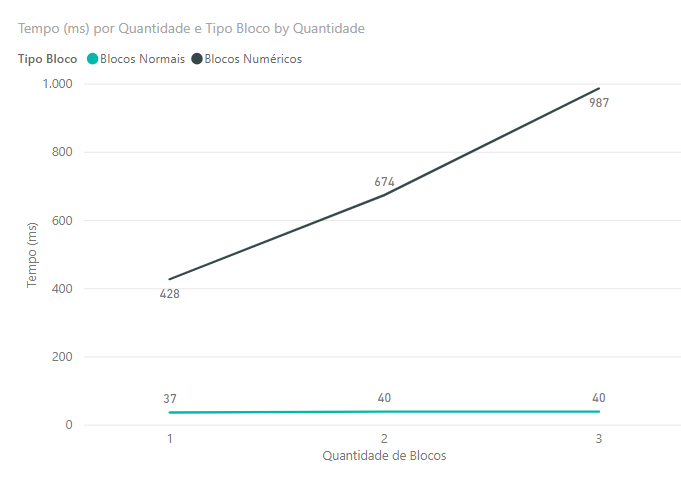 Tempo (ms) por Quantidade e Tipo Bloco by Quantidade
Tipo Bloco Blocos Normais Blocos Numéricos
1.000
987
800
674
600
Tempo (ms)
400
428
200
37 40 40
0
1 2 3
Quantidade de Blocos